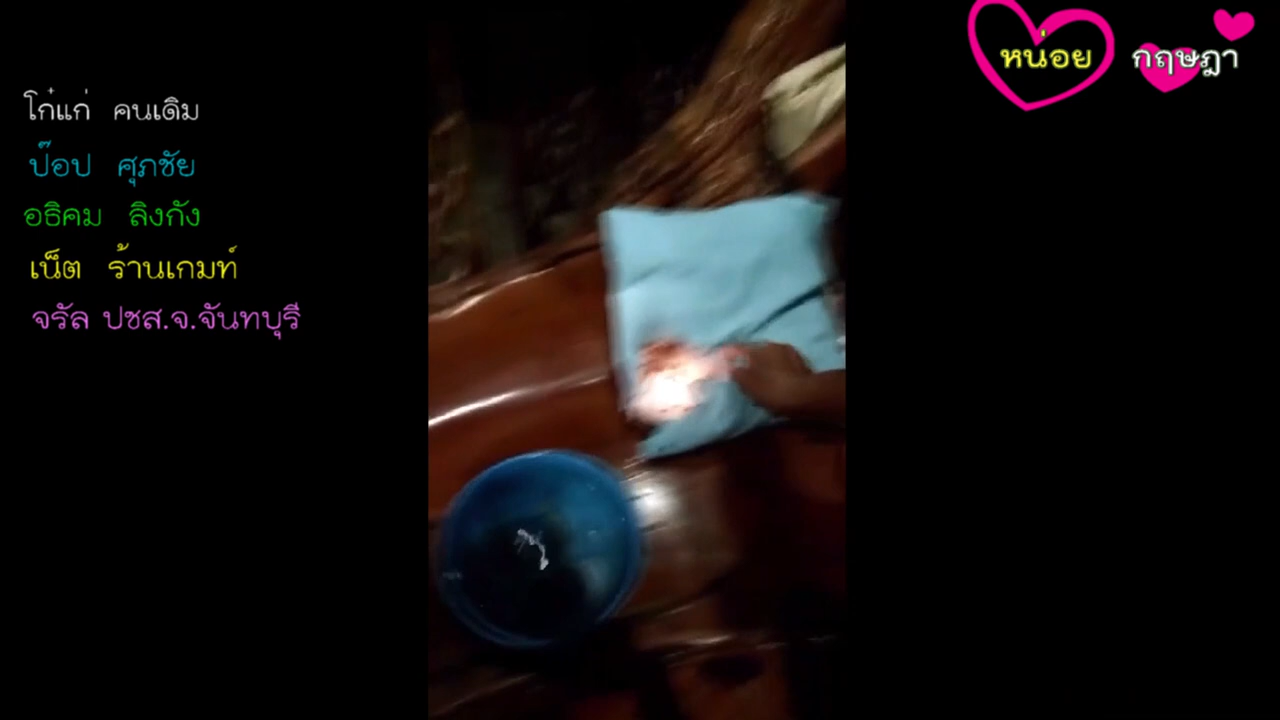 โก๋แก่ คนเดิม
ป๊อป ศุภชัย
อธิคม ลิงกัง
เน็ต ร้านเกมท์
จรัล ปชส.จ.จันทบุรี
หน่อย กฤษฎา